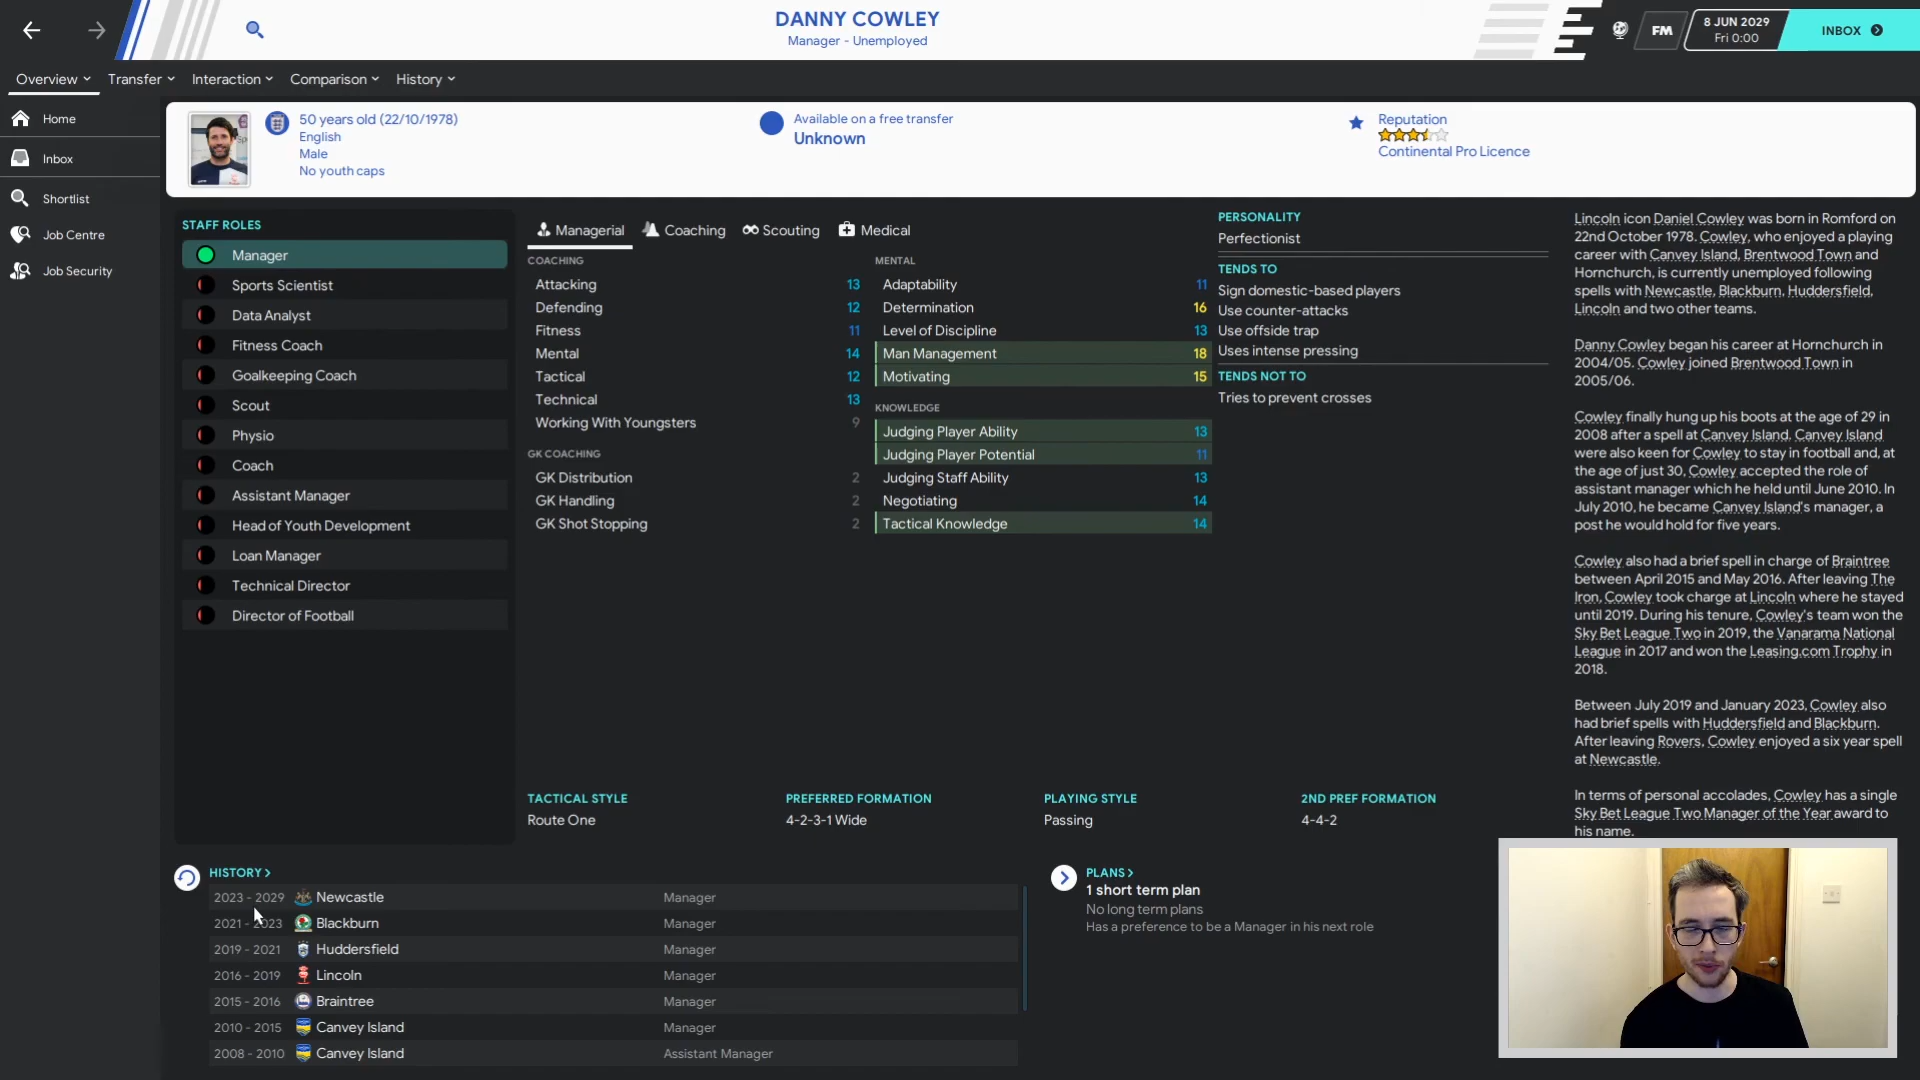 DANNY COWLEY
Manager - Unemployed
FM
8 JUN 2029
Fri 0:00
INBOX
Overview
Transfer
Interaction
Comparison
History
Home
Inbox
Shortlist
Job Centre
Job Security
50 years old (22/10/1978)
English
Male
No youth caps
Available on a free transfer
Unknown
Reputation
Continental Pro Licence
STAFF ROLES
Manager
Sports Scientist
Data Analyst
Fitness Coach
Goalkeeping Coach
Scout
Physio
Coach
Assistant Manager
Head of Youth Development
Loan Manager
Technical Director
Director of Football
Managerial
Coaching
Scouting
Medical
COACHING
Attacking 13
Defending 12
Fitness 11
Mental 14
Tactical 12
Technical 13
Working With Youngsters 9
GK COACHING
GK Distribution 2
GK Handling 2
GK Shot Stopping 2
MENTAL
Adaptability 11
Determination 16
Level of Discipline 13
Man Management 18
Motivating 15
KNOWLEDGE
Judging Player Ability 13
Judging Player Potential 11
Judging Staff Ability 13
Negotiating 14
Tactical Knowledge 14
PERSONALITY
Perfectionist
TENDS TO
Sign domestic-based players
Use counter-attacks
Use offside trap
Uses intense pressing
TENDS NOT TO
Tries to prevent crosses
Lincoln icon Daniel Cowley was born in Romford on
22nd October 1978. Cowley, who enjoyed a playing
career with Canvey Island, Brentwood Town and
Hornchurch, is currently unemployed following
spells with Newcastle, Blackburn, Huddersfield,
Lincoln and two other teams.
Danny Cowley began his career at Hornchurch in
2004/05. Cowley joined Brentwood Town in
2005/06.
Cowley finally hung up his boots at the age of 29 in
2008 after a spell at Canvey Island. Canvey Island
were also keen for Cowley to stay in football and, at
the age of just 30, Cowley accepted the role of
assistant manager which he held until June 2010. In
July 2010, he became Canvey Island's manager, a
post he would hold for five years.
Cowley also had a brief spell in charge of Braintree
between April 2015 and May 2016. After leaving The
Iron, Cowley took charge at Lincoln where he stayed
until 2019. During his tenure, Cowley's team won the
Sky Bet League Two in 2019, the Vanarama National
League in 2017 and won the Leasing.com Trophy in
2018.
Between July 2019 and January 2023, Cowley also
had brief spells with Huddersfield and Blackburn.
After leaving Rovers, Cowley enjoyed a six year spell
at Newcastle.
In terms of personal accolades, Cowley has a single
Sky Bet League Two Manager of the Year award to
his name.
TACTICAL STYLE
Route One
PREFERRED FORMATION
4-2-3-1 Wide
PLAYING STYLE
Passing
2ND PREF FORMATION
4-4-2
HISTORY >
2023 - 2029 Newcastle Manager
2021 - 2023 Blackburn Manager
2019 - 2021 Huddersfield Manager
2016 - 2019 Lincoln Manager
2015 - 2016 Braintree Manager
2010 - 2015 Canvey Island Manager
2008 - 2010 Canvey Island Assistant Manager
PLANS >
1 short term plan
No long term plans
Has a preference to be a Manager in his next role